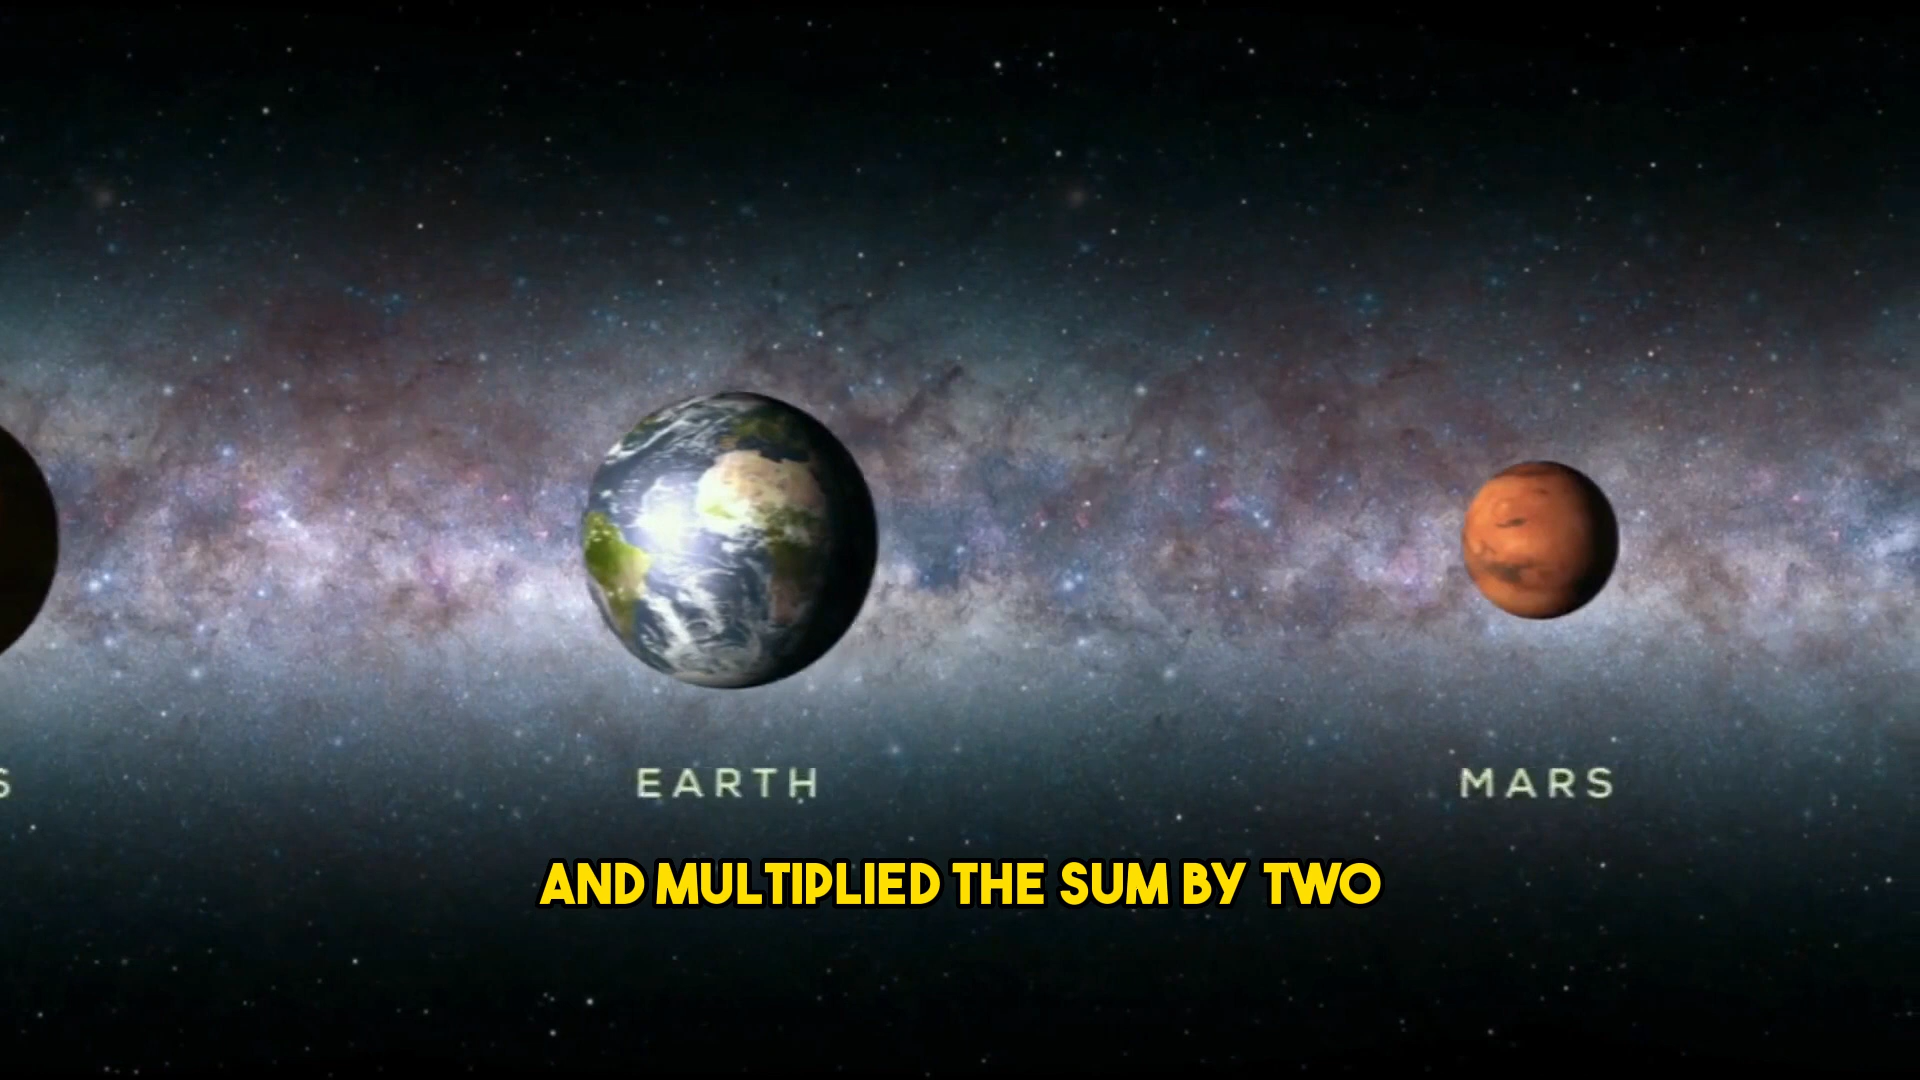 S
EARTH
MARS
AND MULTIPLIED THE SUM BY TWO